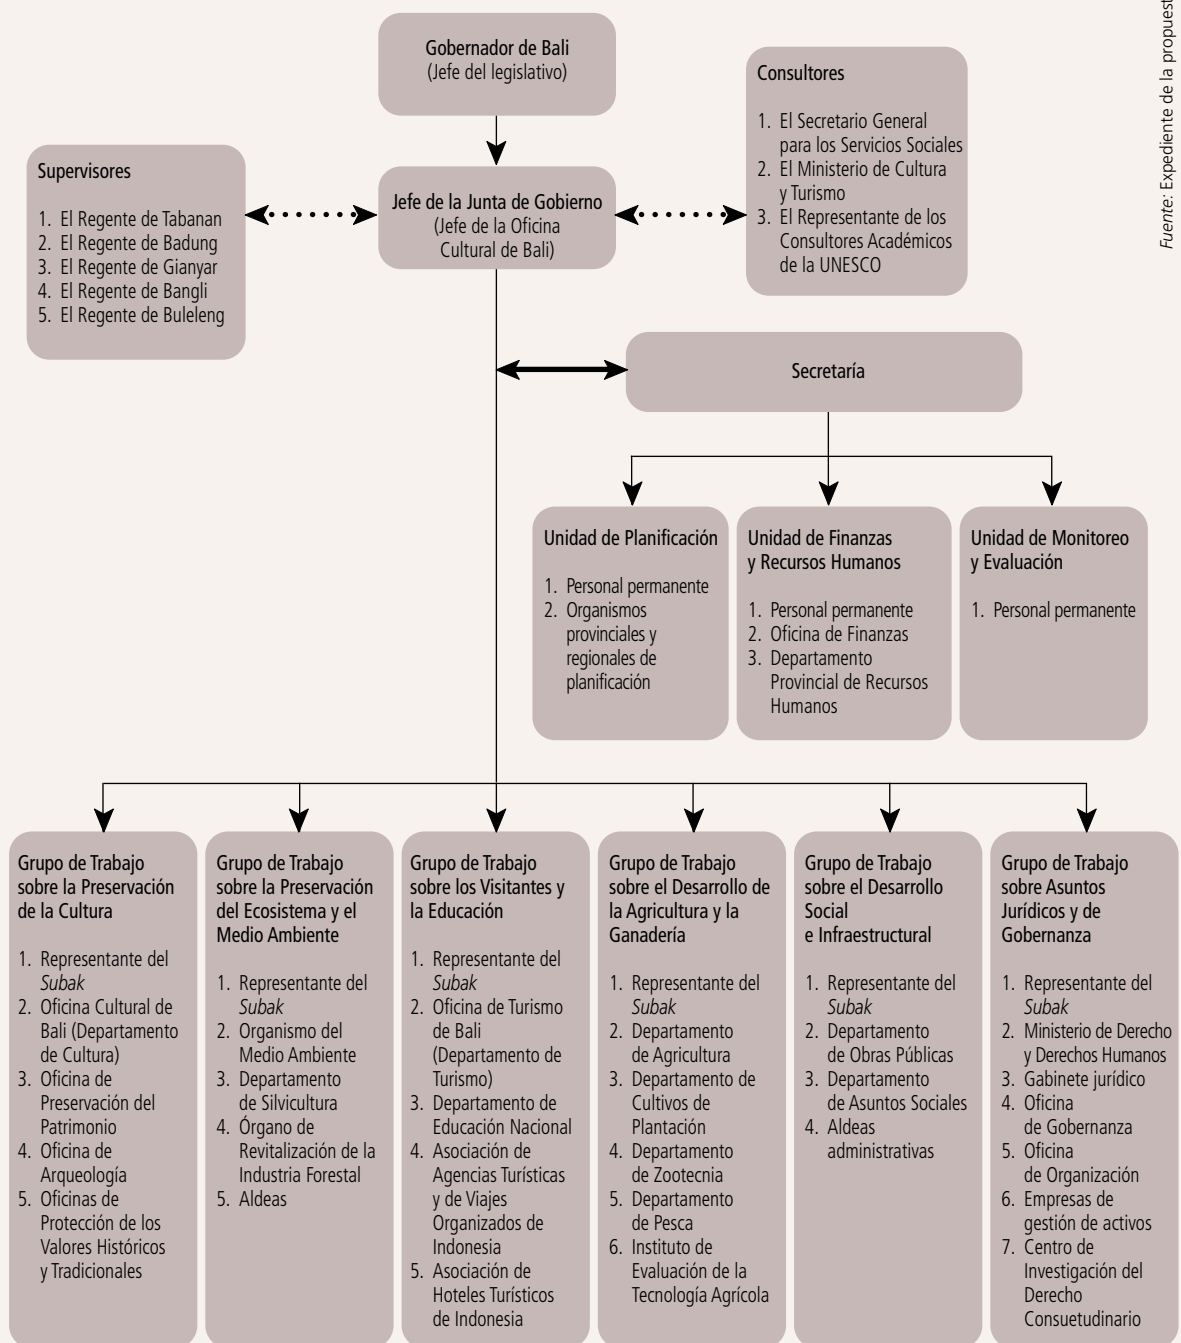 Gobernador de Bali
(Jefe del legislativo)
Consultores
1. El Secretario General
para los Servicios Sociales
2. El Ministerio de Cultura
y Turismo
3. El Representante de los
Consultores Académicos
de la UNESCO
Fuente: Expediente de la propuest
Supervisores
1. El Regente de Tabanan
2. El Regente de Badung
3. El Regente de Gianyar
4. El Regente de Bangli
5. El Regente de Buleleng
Jefe de la Junta de Gobierno
(Jefe de la Oficina
Cultural de Bali)
Secretaría
Unidad de Planificación
1. Personal permanente
2. Organismos
provinciales y
regionales de
planificación
Unidad de Finanzas
y Recursos Humanos
1. Personal permanente
2. Oficina de Finanzas
3. Departamento
Provincial de Recursos
Humanos
Unidad de Monitoreo
y Evaluación
1. Personal permanente
Grupo de Trabajo
sobre la Preservación
de la Cultura
1. Representante del
Subak
2. Oficina Cultural de
Bali (Departamento
de Cultura)
3. Oficina de
Preservación del
Patrimonio
4. Oficina de
Arqueología
5. Oficinas de
Protección de los
Valores Históricos
y Tradicionales
Grupo de Trabajo
sobre la Preservación
del Ecosistema y el
Medio Ambiente
1. Representante del
Subak
2. Organismo del
Medio Ambiente
3. Departamento
de Silvicultura
4. Órgano de
Revitalización de la
Industria Forestal
5. Aldeas
Grupo de Trabajo
sobre los Visitantes y
la Educación
1. Representante del
Subak
2. Oficina de Turismo
de Bali
(Departamento de
Turismo)
3. Departamento de
Educación Nacional
4. Asociación de
Agencias Turísticas
y de Viajes
Organizados de
Indonesia
5. Asociación de
Hoteles Turísticos
de Indonesia
Grupo de Trabajo
sobre el Desarrollo de
la Agricultura y la
Ganadería
1. Representante del
Subak
2. Departamento
de Agricultura
3. Departamento de
Cultivos de
Plantación
4. Departamento
de Zootecnia
5. Departamento
de Pesca
6. Instituto de
Evaluación de la
Tecnología Agrícola
Grupo de Trabajo
sobre el Desarrollo
Social
e Infraestructural
1. Representante del
Subak
2. Departamento
de Obras Públicas
3. Departamento
de Asuntos Sociales
4. Aldeas
administrativas
Grupo de Trabajo
sobre Asuntos
Jurídicos y de
Gobernanza
1. Representante del
Subak
2. Ministerio de Derecho
y Derechos Humanos
3. Gabinete jurídico
4. Oficina
de Gobernanza
5. Oficina
de Organización
6. Empresas de
gestión de activos
7. Centro de
Investigación del
Derecho
Consuetudinario